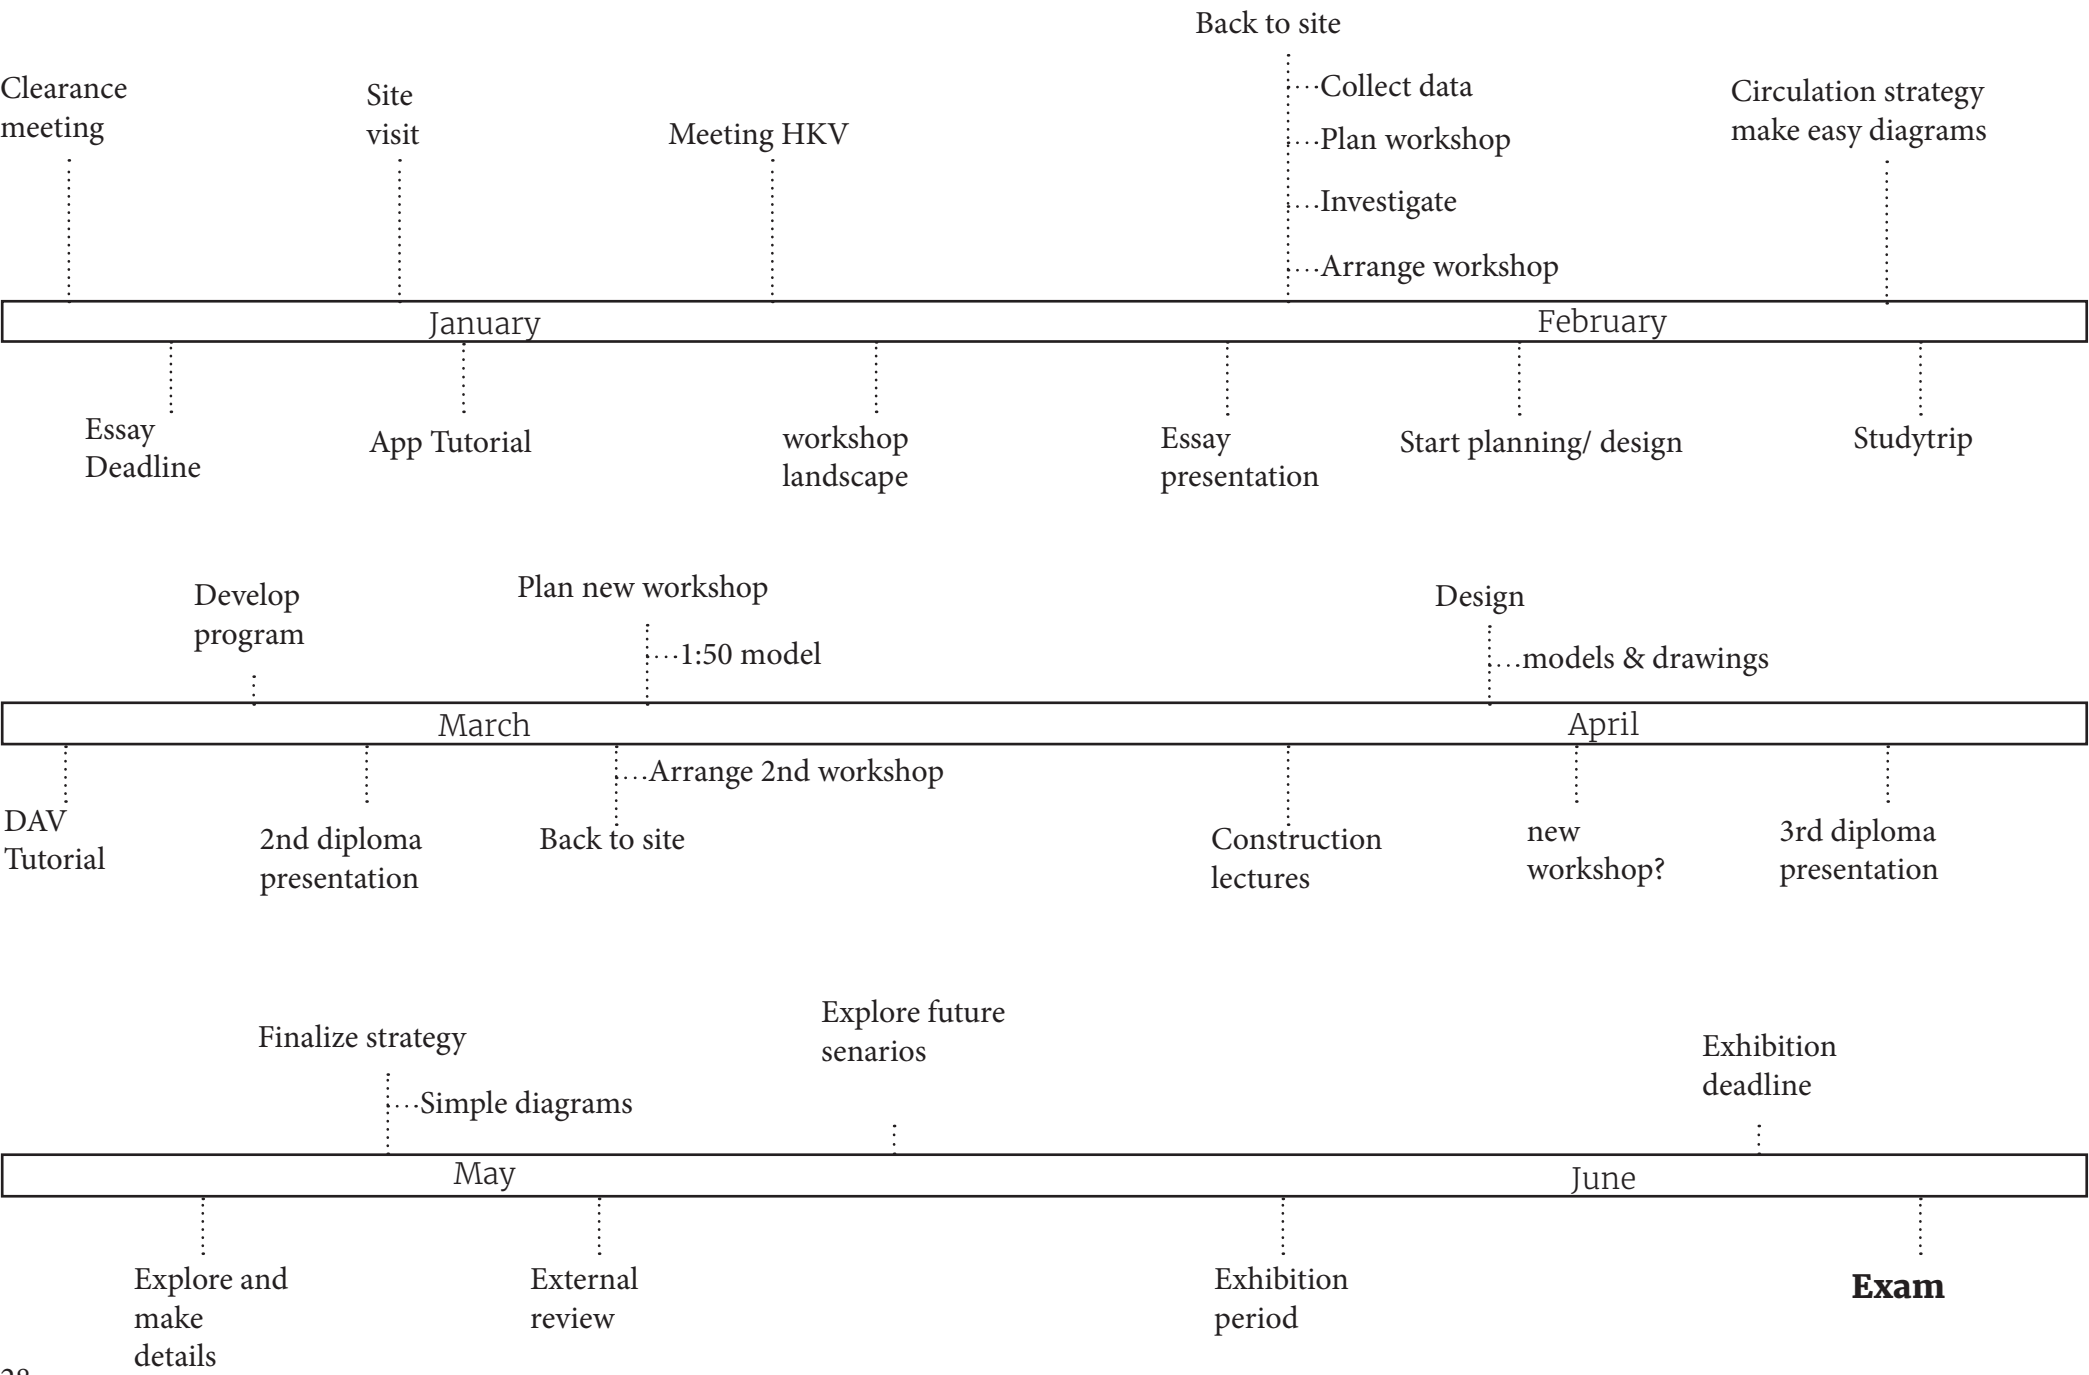 Back to site
Clearance
meeting
Site
visit
Meeting HKV
Collect data
Plan workshop
Investigate
Arrange workshop
Circulation strategy
make easy diagrams
January
February
Essay
Deadline
App Tutorial
workshop
landscape
Essay
presentation
Start planning/ design
Studytrip
Develop
program
Plan new workshop
1:50 model
Design
models & drawings
March
April
DAV
Tutorial
2nd diploma
presentation
Arrange 2nd workshop
Back to site
Construction
lectures
new
workshop?
3rd diploma
presentation
Finalize strategy
Simple diagrams
Explore future
senarios
Exhibition
deadline
May
June
Explore and
make
details
External
review
Exhibition
period
Exam